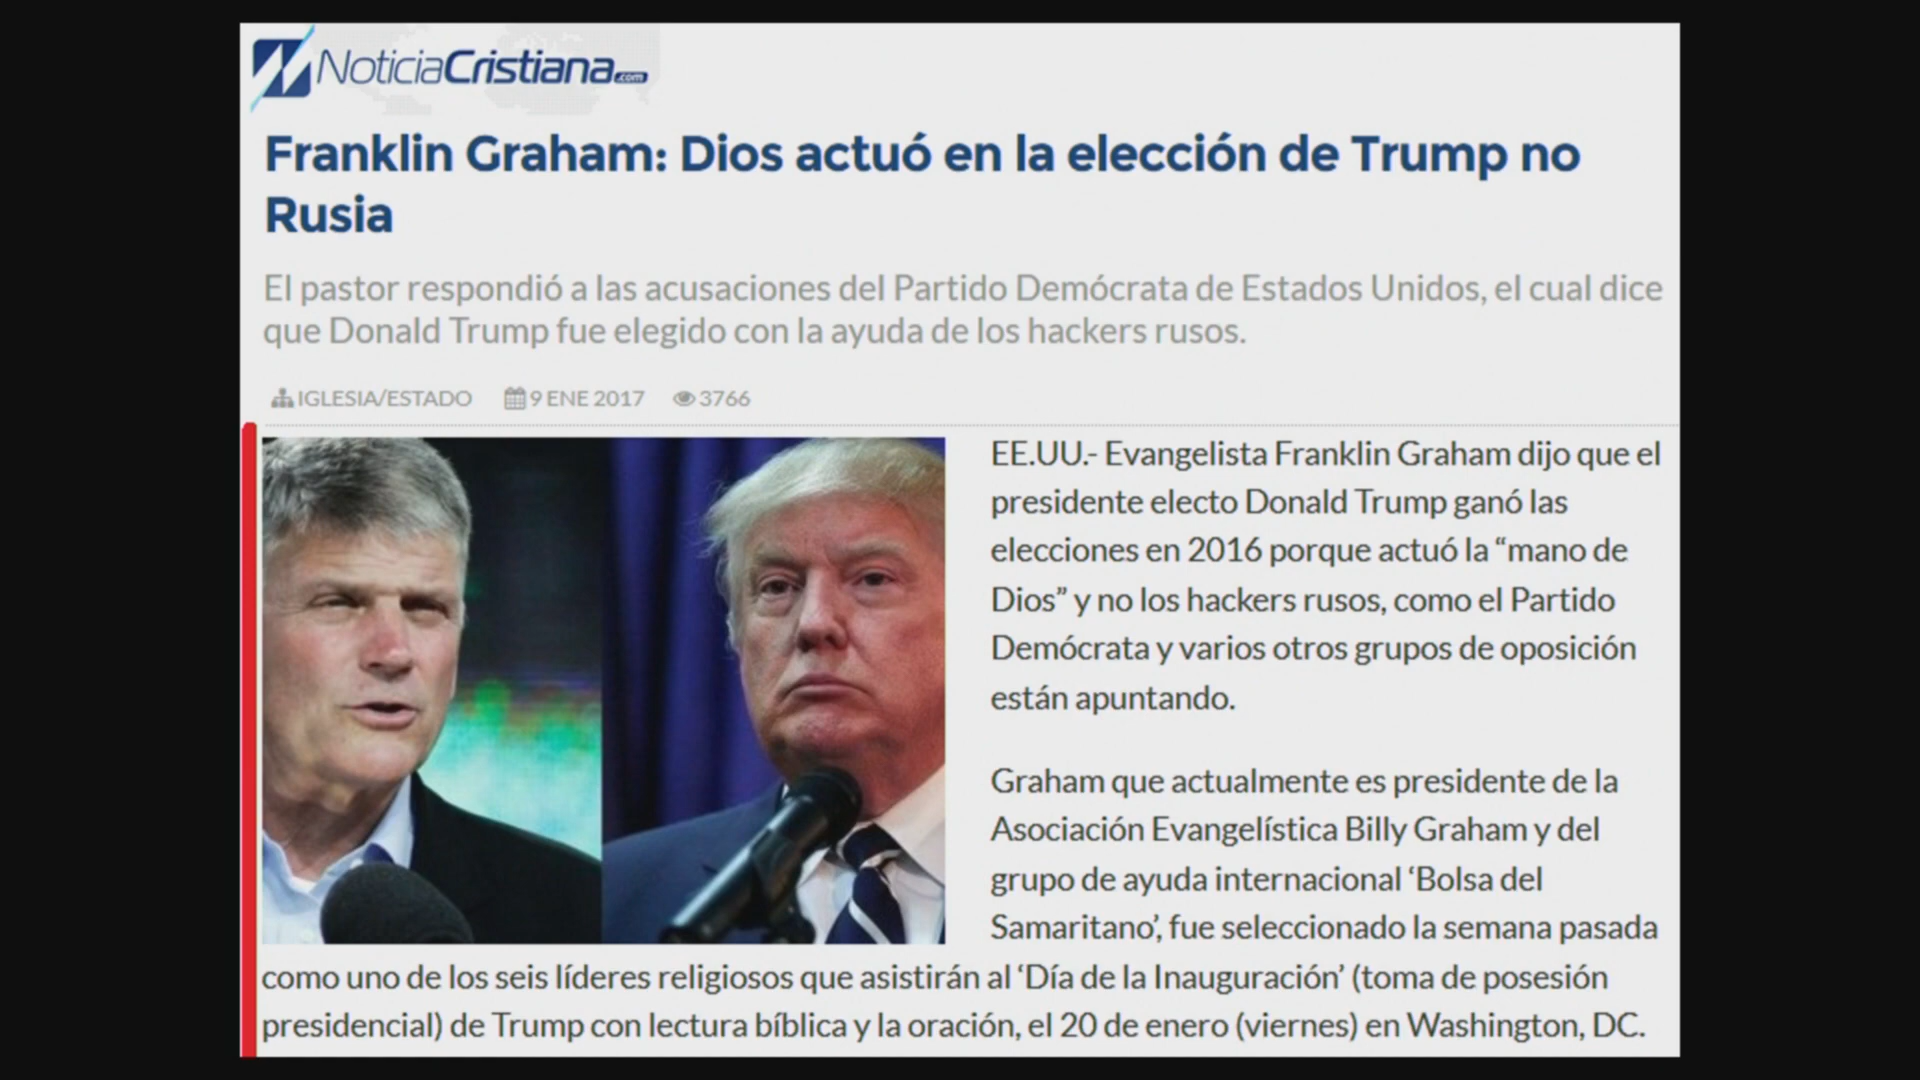 NoticiaCristiana.com
Franklin Graham: Dios actuó en la elección de Trump no
Rusia
El pastor respondió a las acusaciones del Partido Demócrata de Estados Unidos, el cual dice
que Donald Trump fue elegido con la ayuda de los hackers rusos.
IGLESIA/ESTADO 9 ENE 2017 3766
EE.UU.- Evangelista Franklin Graham dijo que el
presidente electo Donald Trump ganó las
elecciones en 2016 porque actuó la “mano de
Dios” y no los hackers rusos, como el Partido
Demócrata y varios otros grupos de oposición
están apuntando.
Graham que actualmente es presidente de la
Asociación Evangelística Billy Graham y del
grupo de ayuda internacional ‘Bolsa del
Samaritano’, fue seleccionado la semana pasada
como uno de los seis líderes religiosos que asistirán al ‘Día de la Inauguración’ (toma de posesión
presidencial) de Trump con lectura bíblica y la oración, el 20 de enero (viernes) en Washington, DC.